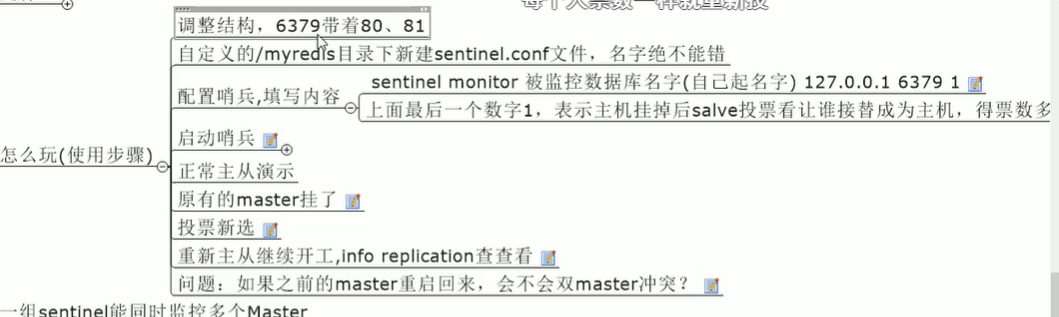 每个人票数一样就重新投
调整结构，6379带着80、81
自定义的/myredis目录下新建sentinel.conf文件，名字绝不能错
配置哨兵,填写内容
sentinel monitor 被监控数据库名字(自己起名字) 127.0.0.1 6379 1
上面最后一个数字1，表示主机挂掉后salve投票看让谁接替成为主机，得票数多
怎么玩(使用步骤)
启动哨兵
正常主从演示
原有的master挂了
投票新选
重新主从继续开工,info replication查查看
问题：如果之前的master重启回来，会不会双master冲突？
一组sentinel能同时监控多个Master